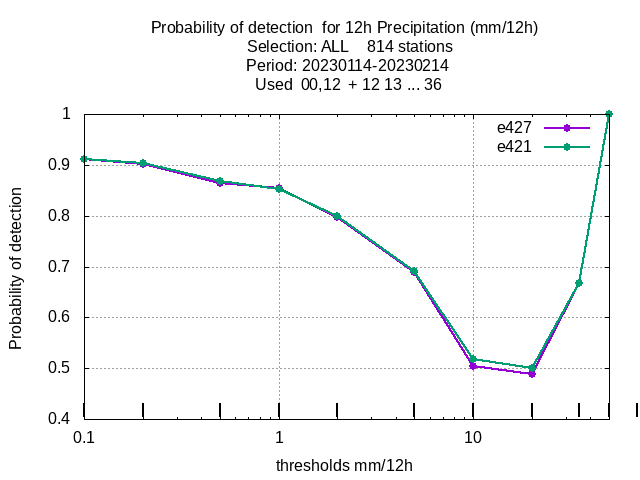 Probability of detection  for 12h Precipitation (mm/12h)
Selection: ALL    814 stations
Period: 20230114-20230214
Used  00,12  + 12 13 ... 36
e427
e421
1
0.9
0.8
0.7
0.6
0.5
0.4
Probability of detection
0.1 1 10
thresholds mm/12h